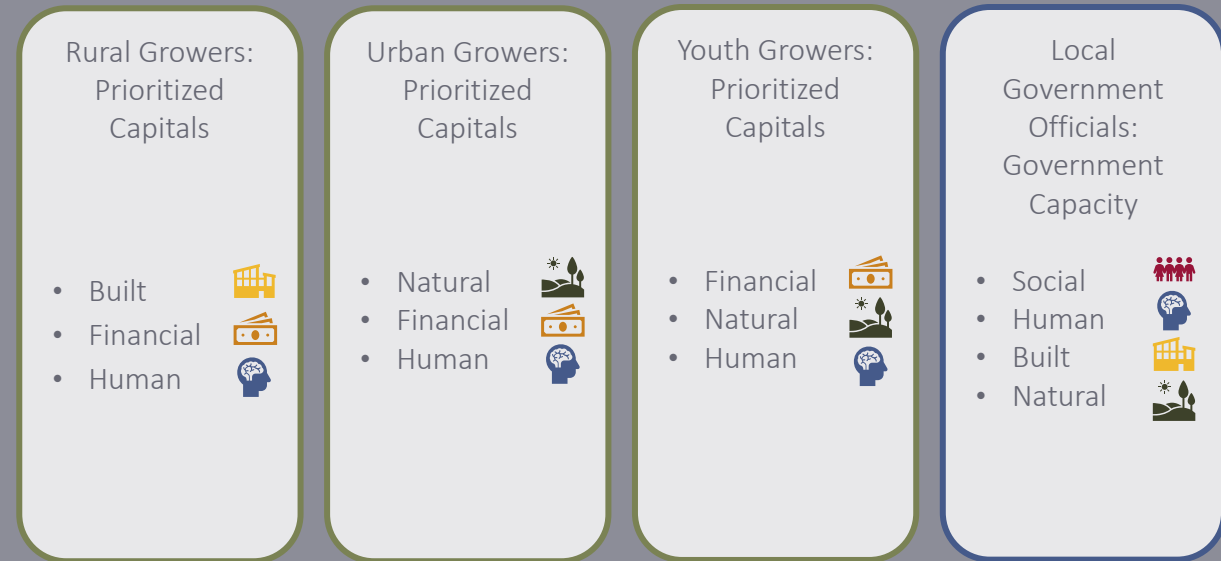 Rural Growers:
Prioritized
Capitals
• Built
• Financial
• Human
Urban Growers:
Prioritized
Capitals
• Natural
• Financial
• Human
Youth Growers:
Prioritized
Capitals
• Financial
• Natural
• Human
Local
Government
Officials:
Government
Capacity
• Social
• Human
• Built
• Natural